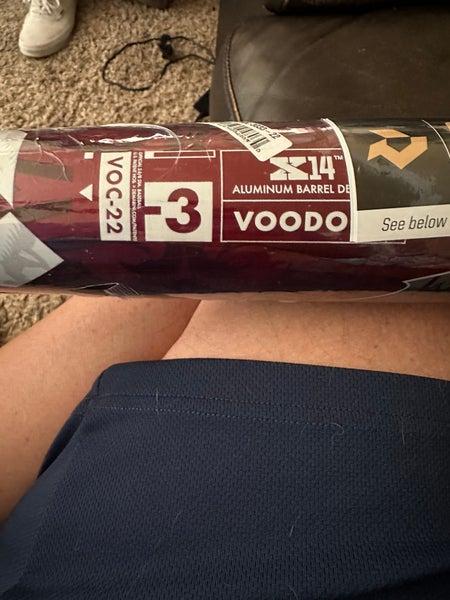 X14™
ALUMINUM BARREL DE
VOODO
-3
VOC-22
See below